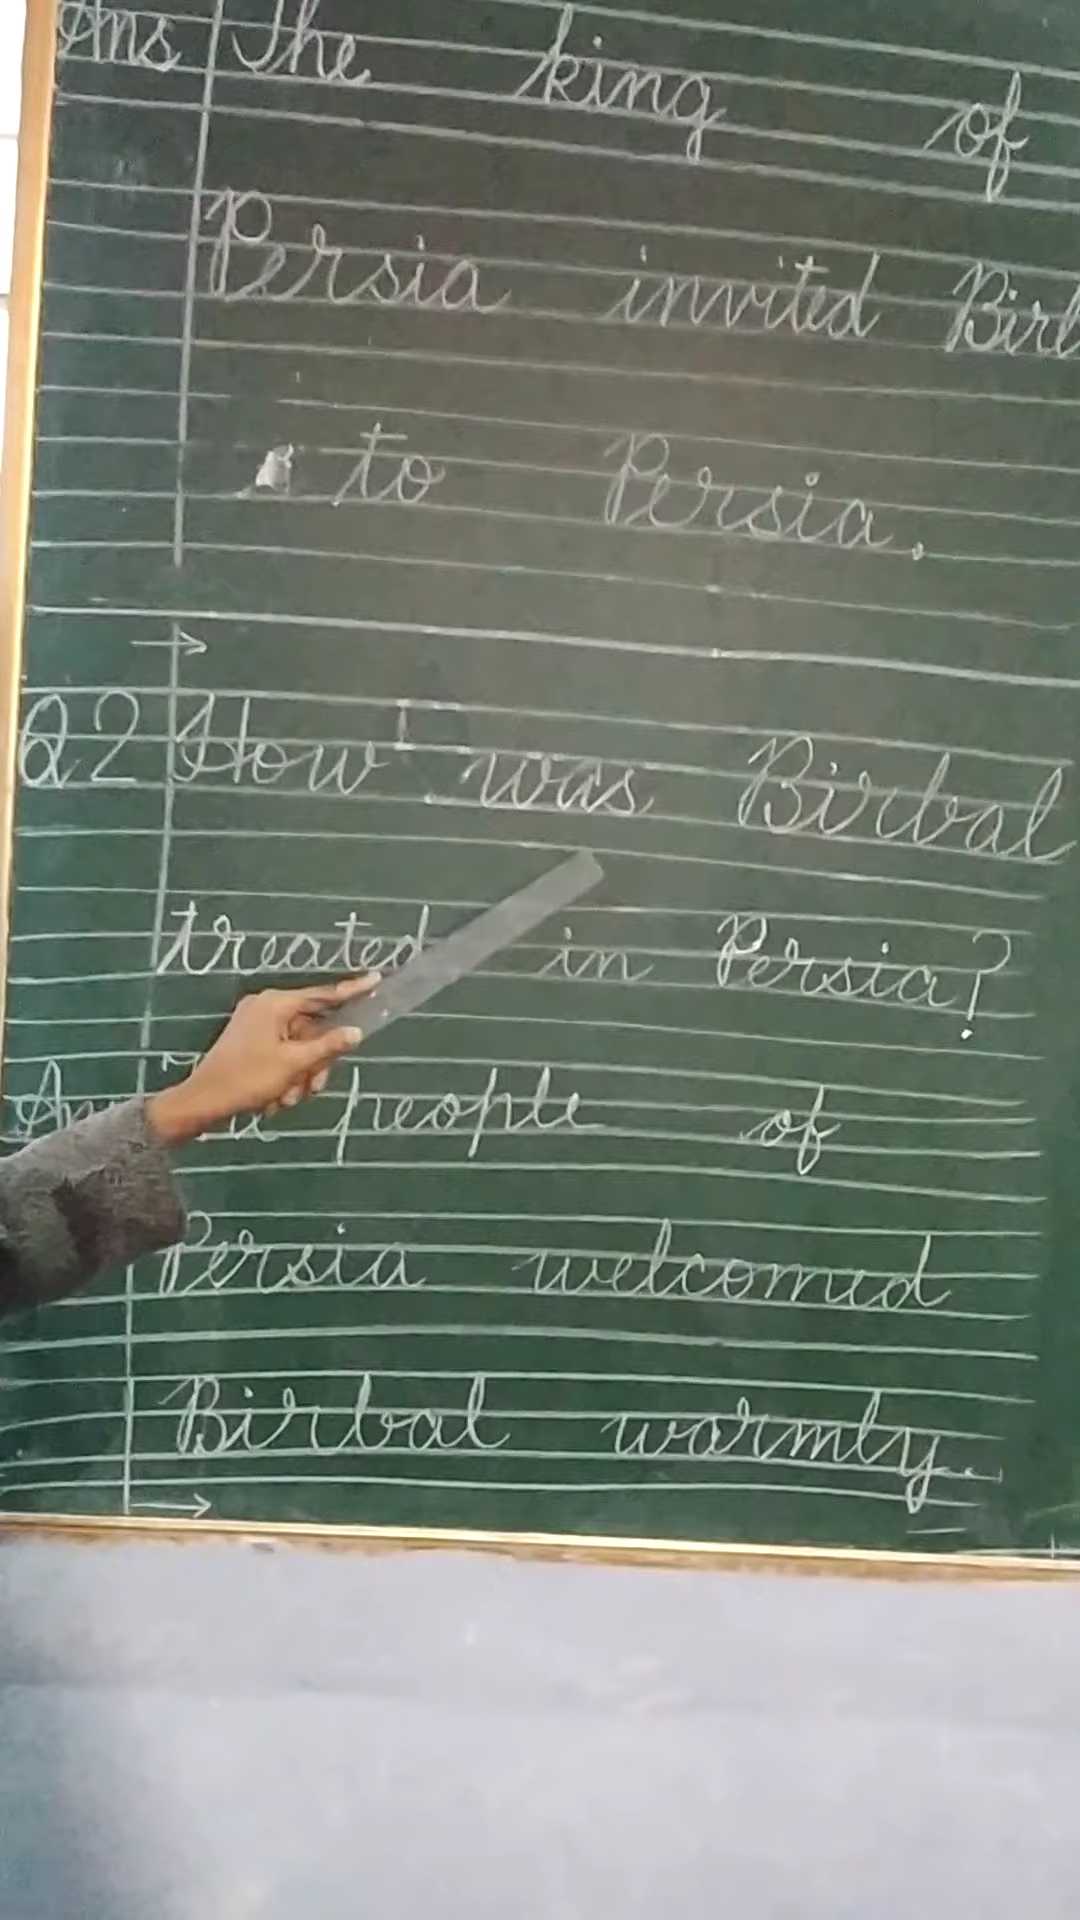 Ans The king of
Persia invited Birb
to Persia.
Q2 How was Birbal
treated in Persia?
people of
Persia welcomed
Birbal warmly.